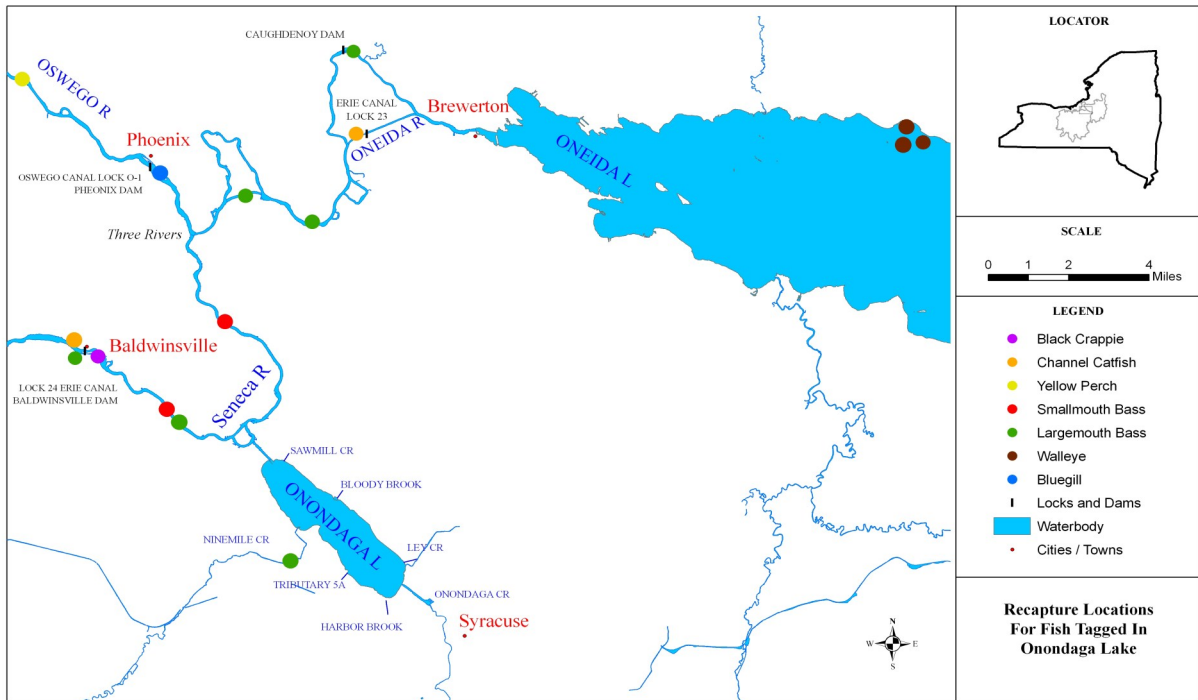 CAUGHDENOY DAM
OSWEGO R
ERIE CANAL
LOCK 23
Brewerton
Phoenix
ONEIDA R
ONEIDA L
OSWEGO CANAL LOCK O-1
PHEONIX DAM
Three Rivers
Baldwinsville
LOCK 24 ERIE CANAL
BALDWINSVILLE DAM
Seneca R
SAWMILL CR
BLOODY BROOK
ONONDAGA L
NINEMILE CR
LEY CR
TRIBUTARY 5A
ONONDAGA CR
HARBOR BROOK
Syracuse
N
W
E
S
LOCATOR
SCALE
0 1 2 4
Miles
LEGEND
Black Crappie
Channel Catfish
Yellow Perch
Smallmouth Bass
Largemouth Bass
Walleye
Bluegill
Locks and Dams
Waterbody
Cities / Towns
Recapture Locations
For Fish Tagged In
Onondaga Lake